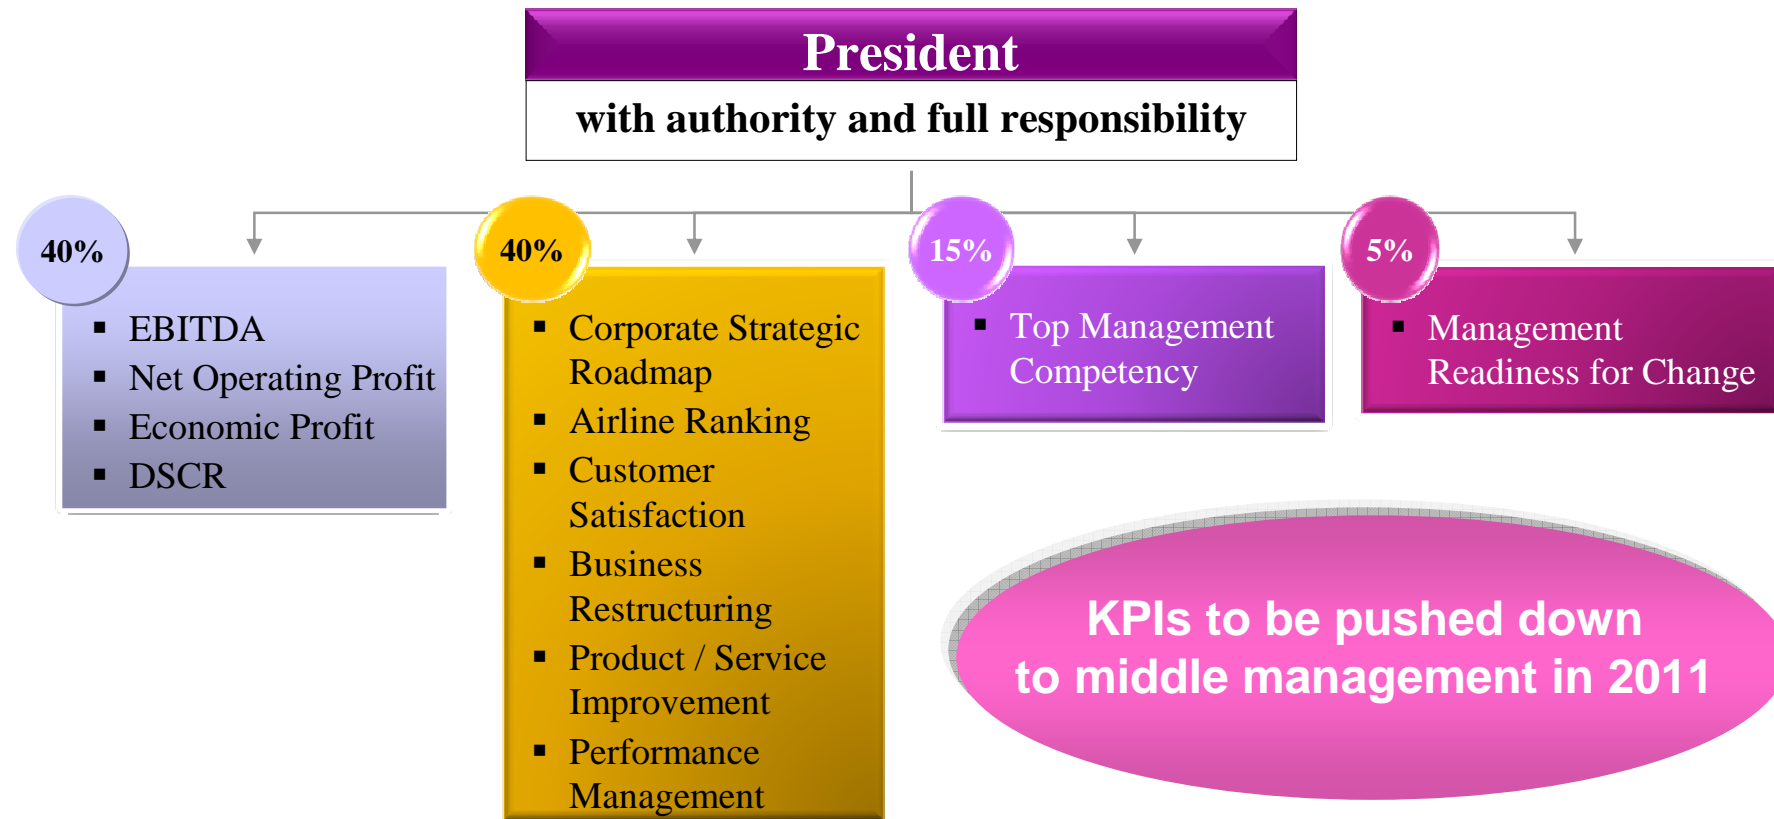 President
with authority and full responsibility
40%
▪ EBITDA
▪ Net Operating Profit
▪ Economic Profit
▪ DSCR
40%
▪ Corporate Strategic
Roadmap
▪ Airline Ranking
▪ Customer
Satisfaction
▪ Business
Restructuring
▪ Product / Service
Improvement
▪ Performance
Management
15%
▪ Top Management
Competency
5%
▪ Management
Readiness for Change
KPIs to be pushed down
to middle management in 2011